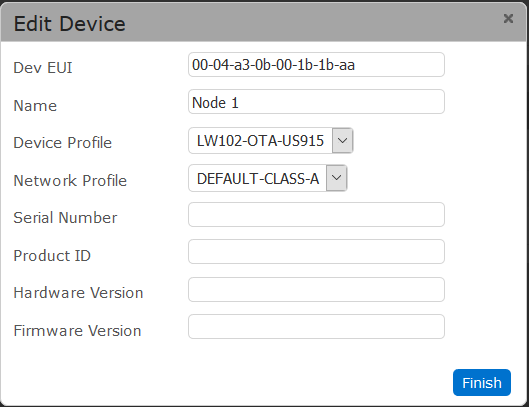 Edit Device
Dev EUI 00-04-a3-0b-00-1b-1b-aa
Name Node 1
Device Profile LW102-OTA-US915
Network Profile DEFAULT-CLASS-A
Serial Number
Product ID
Hardware Version
Firmware Version
Finish